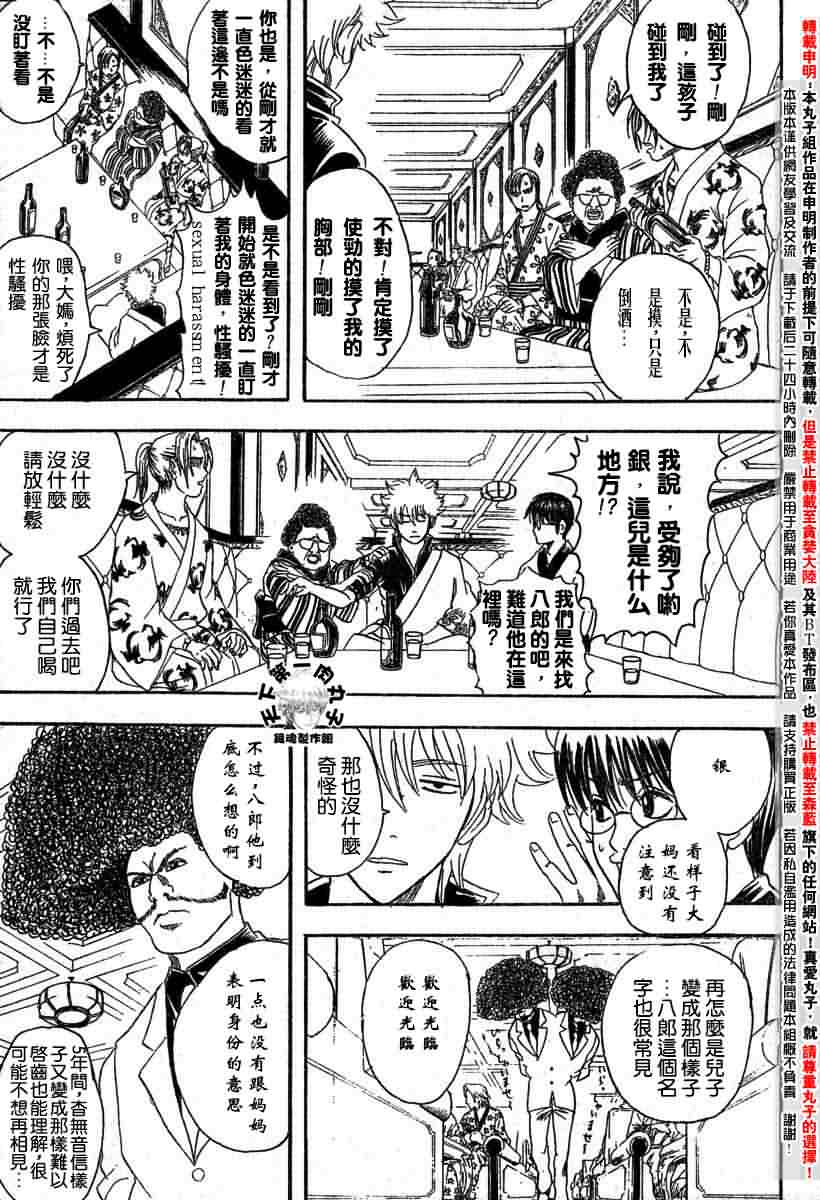 碰到了!剛
剛,這孩子
碰到我了
不是,不
是摸,只是
倒酒…
不對!肯定摸了
使勁的摸了我的
胸部!剛剛
你也是,從剛才就
一直色迷迷的看
著這邊不是嗎
…不…不是
沒盯著看
是不是看到了?剛才
開始就色迷迷的一直盯
著我的身體,性騷擾!
sexual harassment!
喂,大嬸,煩死了
你的那張臉才是
性騷擾
我說,受夠了喲
銀,這兒是什么
地方!?
我們是來找
八郎的吧,
難道他在這
裡嗎?
沒什麼
沒什麼
請放輕鬆
你們過去吧
我們自己喝
就行了
天下第一肉丸子
銀魂製作組
銀
看样子大
妈还没有
注意到
那也沒什麼
奇怪的
不过,八郎他到
底怎么想的啊
再怎麼是兒子
變成那個樣子
…八郎這個名
字也很常見
歡迎光臨
歡迎光臨
一点也没有跟妈妈
表明身份的意思
5年間,杳無音信樣
子又變成那樣難以
啓齒也能理解,很
可能不想再相見…
轉載申明:本丸子組作品在申明制作者的前提下可隨意轉載,但是禁止轉載至貪婪大陸及其BT發布區,也禁止轉載至森藍旗下的任何網站!真愛丸子,就請尊重丸子的選擇!
本版本僅供網友學習及交流 請于下載后二十四小時內刪除 嚴禁用于商業用途 若你真愛本作品 請支持購買正版 若因私自濫用造成的法律問題本組概不負責 謝謝!